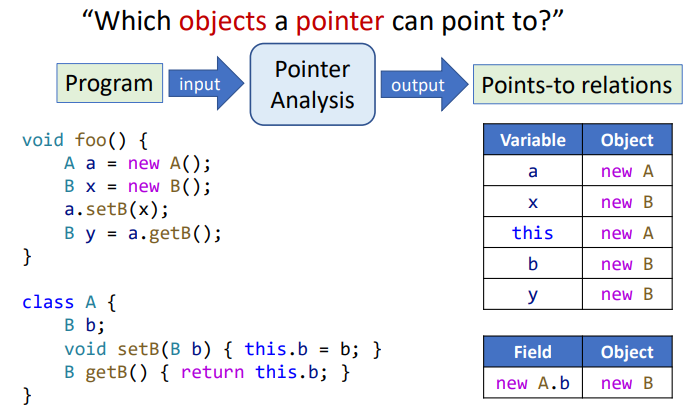 “Which objects a pointer can point to?”
Program
input
Pointer
Analysis
output
Points-to relations
void foo() {
    A a = new A();
    B x = new B();
    a.setB(x);
    B y = a.getB();
}
class A {
    B b;
    void setB(B b) { this.b = b; }
    B getB() { return this.b; }
}
Variable Object
a new A
x new B
this new A
b new B
y new B
Field Object
new A.b new B